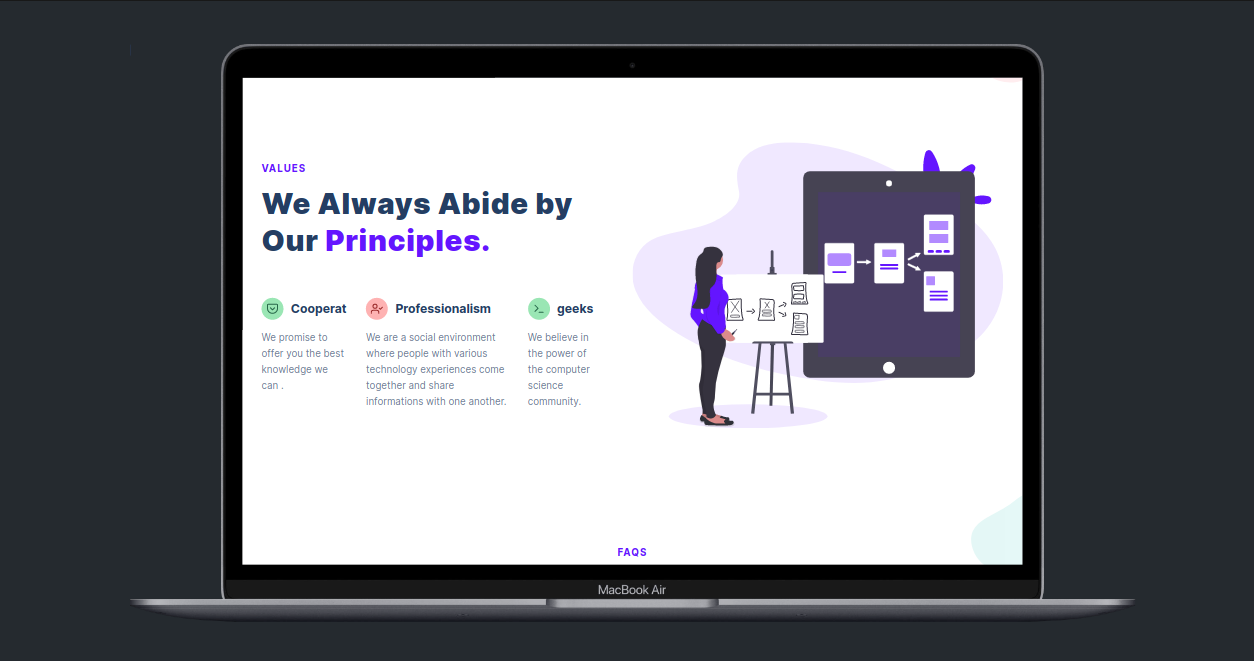 VALUES
We Always Abide by
Our Principles.
Cooperat
We promise to
offer you the best
knowledge we
can .
Professionalism
We are a social environment
where people with various
technology experiences come
together and share
informations with one another.
geeks
We believe in
the power of
the computer
science
community.
FAQS
MacBook Air